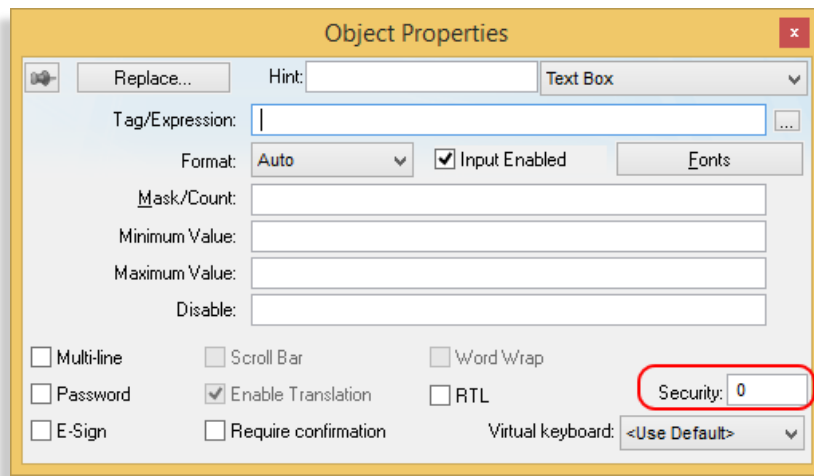 Object Properties x
Replace... Hint: Text Box
Tag/Expression: ...
Format: Auto Input Enabled Fonts
Mask/Count:
Minimum Value:
Maximum Value:
Disable:
Multi-line Scroll Bar Word Wrap
Password Enable Translation RTL Security: 0
E-Sign Require confirmation Virtual keyboard: <Use Default>